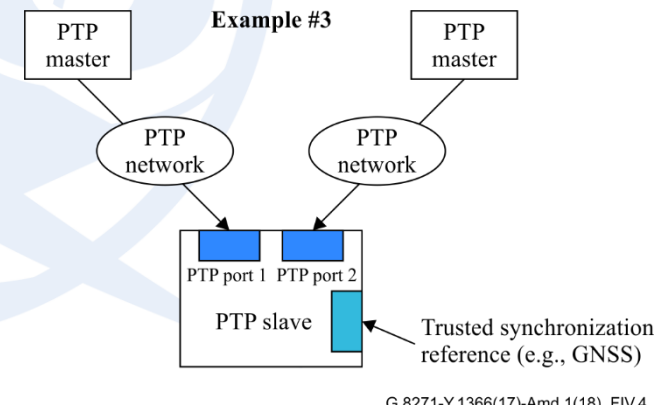 Example #3
PTP
master
PTP
master
PTP
network
PTP
network
PTP port 1
PTP port 2
PTP slave
Trusted synchronization
reference (e.g., GNSS)
G.8271-Y.1366(17)-Amd.1(18)_FIV.4